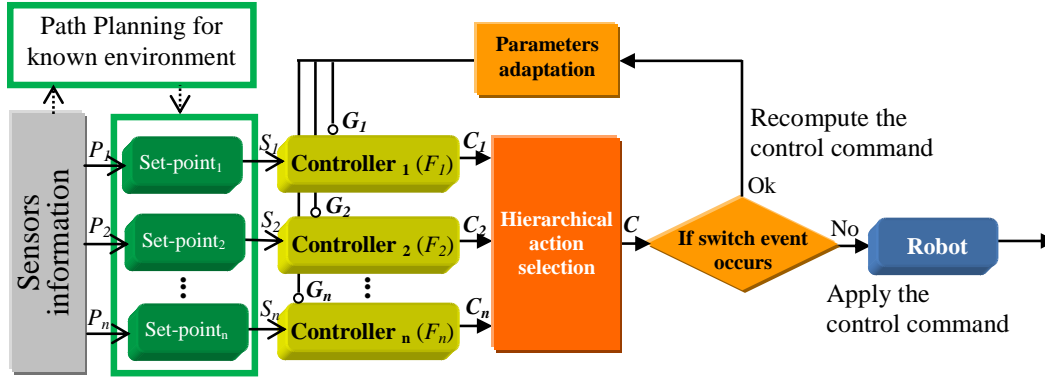 Path Planning for
known environment
Parameters
adaptation
Recompute the
control command
Ok
Sensors
information
P1
Set-point1
S1
G1
Controller 1 (F1)
C1
P2
Set-point2
S2
G2
Controller 2 (F2)
C2
Pn
Set-pointn
Sn
Gn
Controller n (Fn)
Cn
Hierarchical
action
selection
C
If switch event
occurs
No
Robot
Apply the
control command